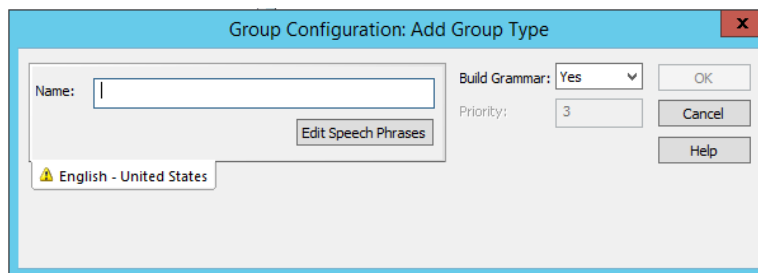 Group Configuration: Add Group Type
x
Name:
Build Grammar: Yes
OK
Priority: 3
Cancel
Edit Speech Phrases
Help
English - United States